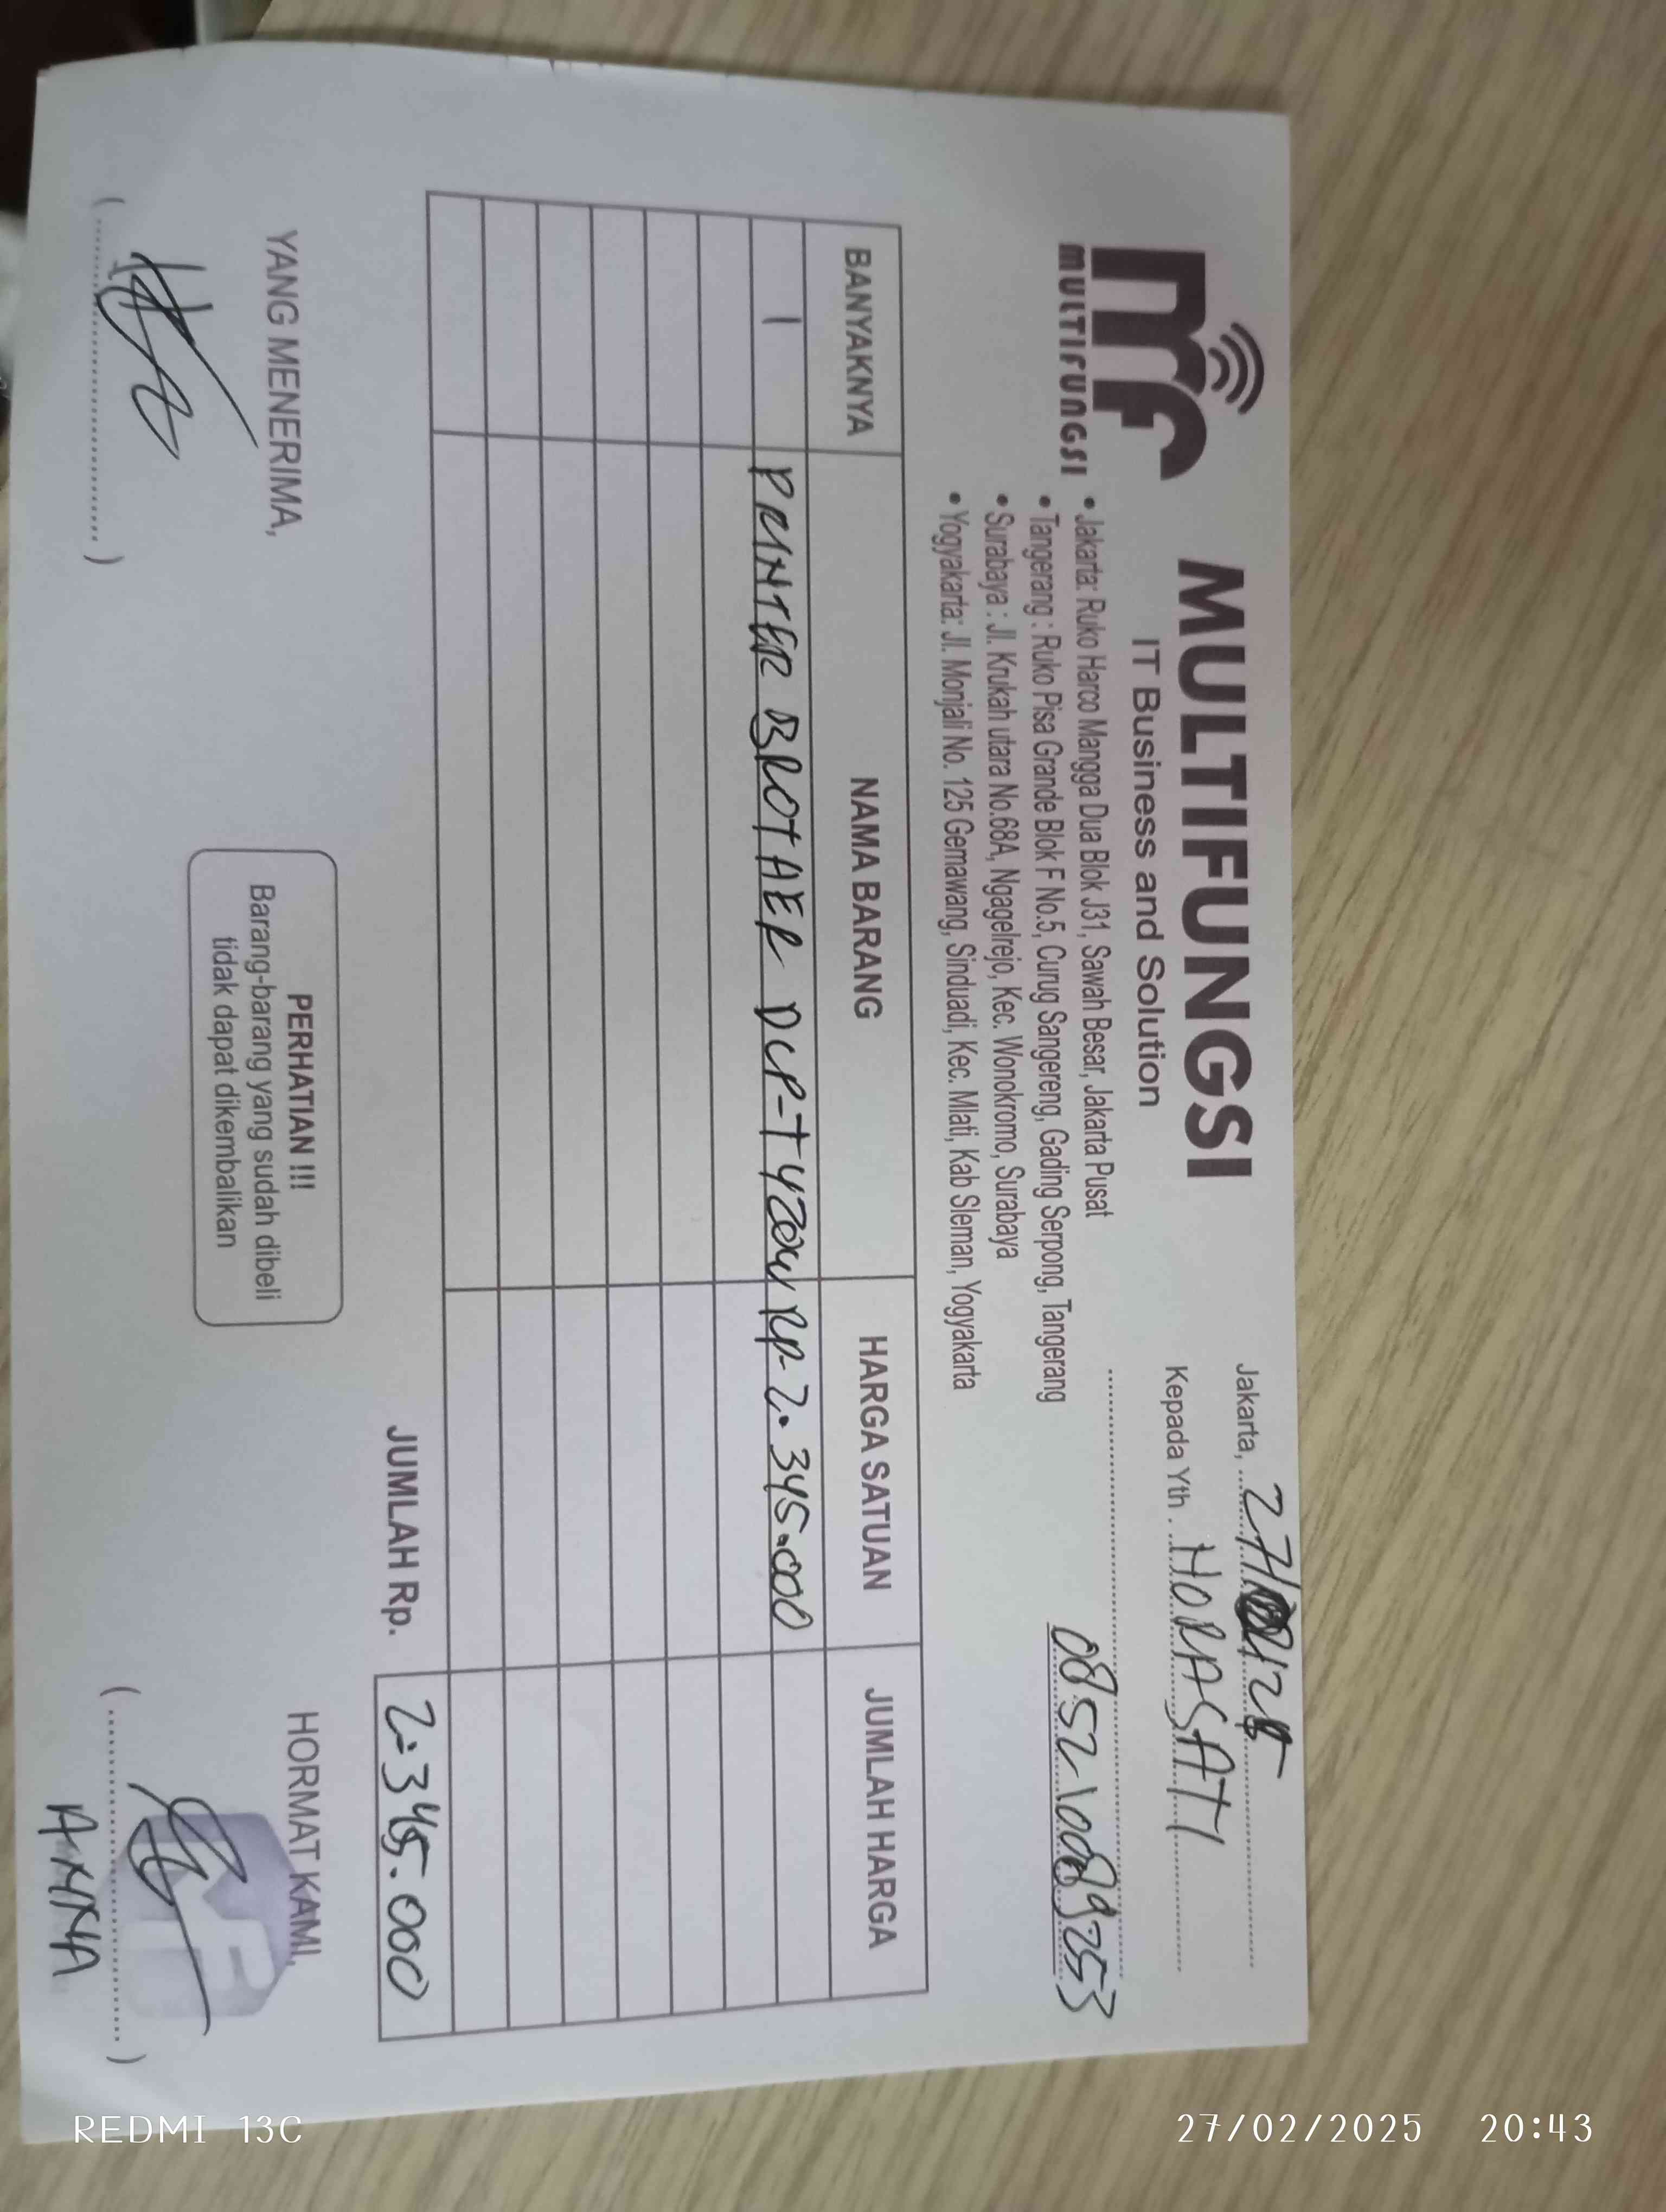 mf
MULTIFUNGSI
MULTIFUNGSI
IT Business and Solution
• Jakarta: Ruko Harco Mangga Dua Blok J31, Sawah Besar, Jakarta Pusat
• Tangerang : Ruko Pisa Grande Blok F No.5, Curug Sangereng, Gading Serpong, Tangerang
• Surabaya : Jl. Krukah utara No.68A, Ngagelrejo, Kec. Wonokromo, Surabaya
• Yogyakarta: Jl. Monjali No. 125 Gemawang, Sinduadi, Kec. Mlati, Kab Sleman, Yogyakarta
Jakarta,
Kepada Yth . HORASATI
085210089253
BANYAKNYA NAMA BARANG HARGA SATUAN JUMLAH HARGA
1 PRINTER BROTHER DCP-T420W RP-2.345.000
JUMLAH Rp. 2.345.000
YANG MENERIMA,
PERHATIAN !!!
Barang-barang yang sudah dibeli
tidak dapat dikembalikan
HORMAT KAMI,
REDMI 13C
27/02/2025 20:43